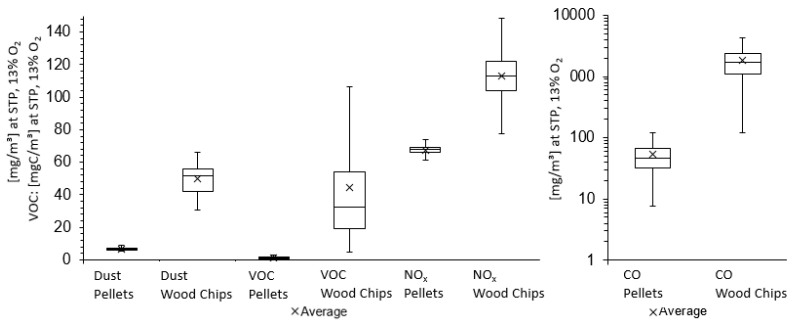 [mg/m³] at STP, 13% O₂
VOC: [mgC/m³] at STP, 13% O₂
140
120
100
80
60
40
20
0
Dust Pellets
Dust Wood Chips
VOC Pellets
VOC Wood Chips
NOₓ Pellets
NOₓ Wood Chips
×Average
[mg/m³] at STP, 13% O₂
10000
000
100
10
1
CO Pellets
CO Wood Chips
×Average